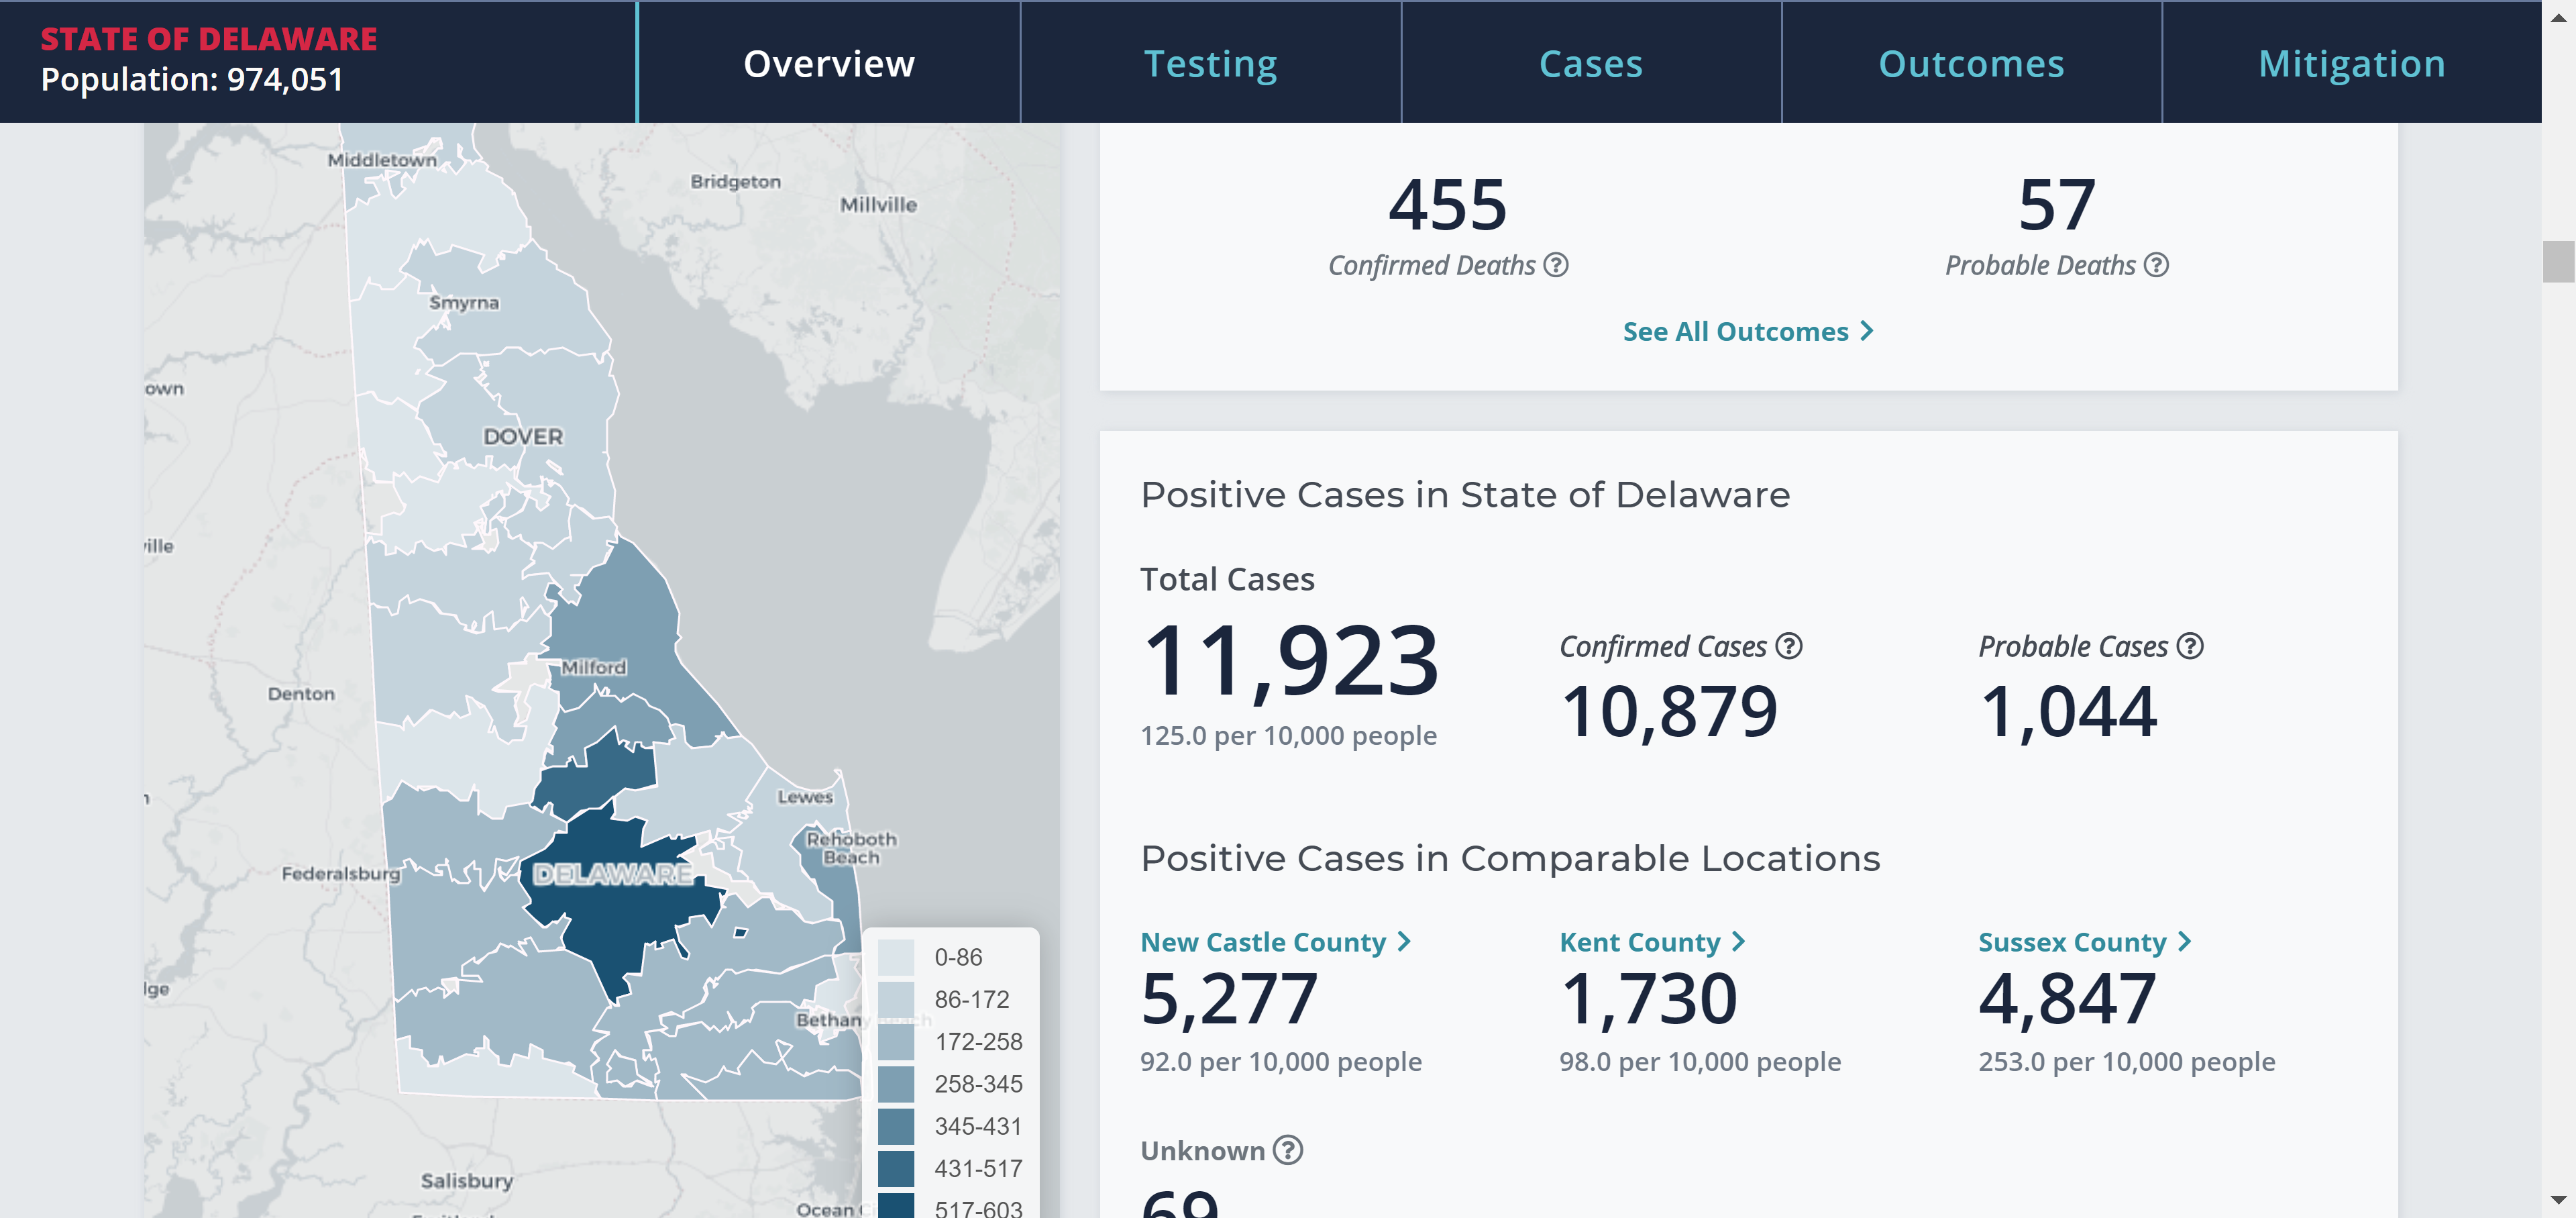 STATE OF DELAWARE
Population: 974,051
Overview
Testing
Cases
Outcomes
Mitigation
Middletown
Bridgeton
Millville
Smyrna
own
DOVER
ville
Milford
Denton
Lewes
Rehoboth
Beach
Federalsburg
DELAWARE
lge
Bethany Beach
Salisbury
0-86
86-172
172-258
258-345
345-431
431-517
517-603
455
Confirmed Deaths
57
Probable Deaths
See All Outcomes
Positive Cases in State of Delaware
Total Cases
11,923
125.0 per 10,000 people
Confirmed Cases
10,879
Probable Cases
1,044
Positive Cases in Comparable Locations
New Castle County
5,277
92.0 per 10,000 people
Kent County
1,730
98.0 per 10,000 people
Sussex County
4,847
253.0 per 10,000 people
Unknown
69